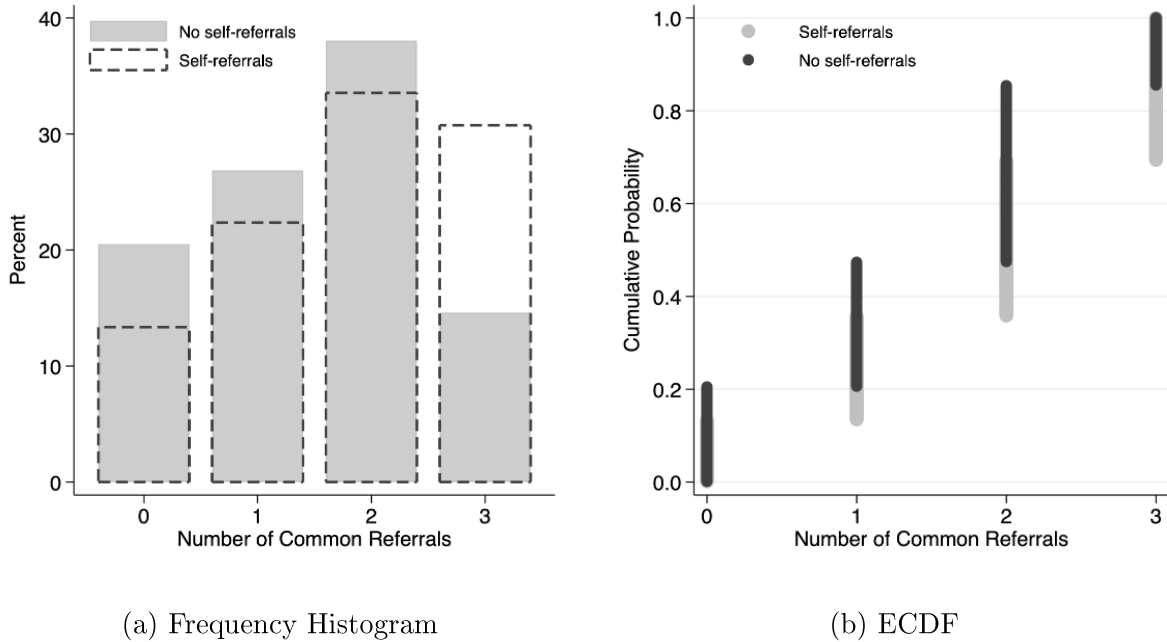 40
30
20
10
0
Percent
No self-referrals
Self-referrals
0 1 2 3
Number of Common Referrals
(a) Frequency Histogram
1.0
0.8
0.6
0.4
0.2
0.0
Cumulative Probability
Self-referrals
No self-referrals
0 1 2 3
Number of Common Referrals
(b) ECDF